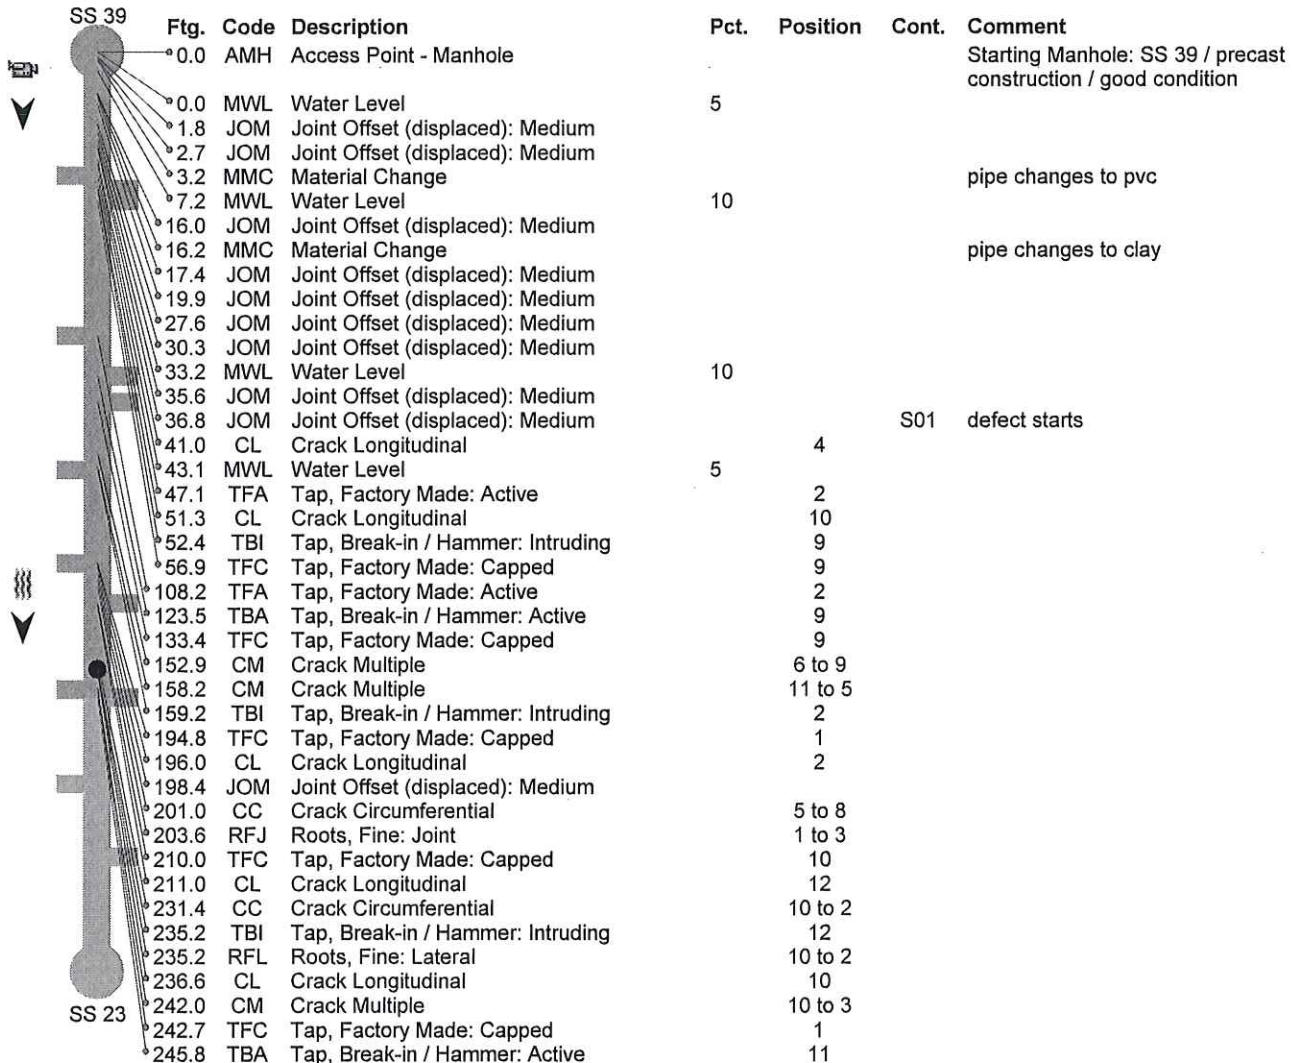 SS 39
Ftg. Code Description Pct. Position Cont. Comment
0.0 AMH Access Point - Manhole Starting Manhole: SS 39 / precast
construction / good condition
0.0 MWL Water Level 5
1.8 JOM Joint Offset (displaced): Medium
2.7 JOM Joint Offset (displaced): Medium
3.2 MMC Material Change pipe changes to pvc
7.2 MWL Water Level 10
16.0 JOM Joint Offset (displaced): Medium
16.2 MMC Material Change pipe changes to clay
17.4 JOM Joint Offset (displaced): Medium
19.9 JOM Joint Offset (displaced): Medium
27.6 JOM Joint Offset (displaced): Medium
30.3 JOM Joint Offset (displaced): Medium
33.2 MWL Water Level 10
35.6 JOM Joint Offset (displaced): Medium
36.8 JOM Joint Offset (displaced): Medium S01 defect starts
41.0 CL Crack Longitudinal 4
43.1 MWL Water Level 5
47.1 TFA Tap, Factory Made: Active 2
51.3 CL Crack Longitudinal 10
52.4 TBI Tap, Break-in / Hammer: Intruding 9
56.9 TFC Tap, Factory Made: Capped 9
108.2 TFA Tap, Factory Made: Active 2
123.5 TBA Tap, Break-in / Hammer: Active 9
133.4 TFC Tap, Factory Made: Capped 9
152.9 CM Crack Multiple 6 to 9
158.2 CM Crack Multiple 11 to 5
159.2 TBI Tap, Break-in / Hammer: Intruding 2
194.8 TFC Tap, Factory Made: Capped 1
196.0 CL Crack Longitudinal 2
198.4 JOM Joint Offset (displaced): Medium
201.0 CC Crack Circumferential 5 to 8
203.6 RFJ Roots, Fine: Joint 1 to 3
210.0 TFC Tap, Factory Made: Capped 10
211.0 CL Crack Longitudinal 12
231.4 CC Crack Circumferential 10 to 2
235.2 TBI Tap, Break-in / Hammer: Intruding 12
235.2 RFL Roots, Fine: Lateral 10 to 2
236.6 CL Crack Longitudinal 10
242.0 CM Crack Multiple 10 to 3
SS 23
242.7 TFC Tap, Factory Made: Capped 1
245.8 TBA Tap, Break-in / Hammer: Active 11